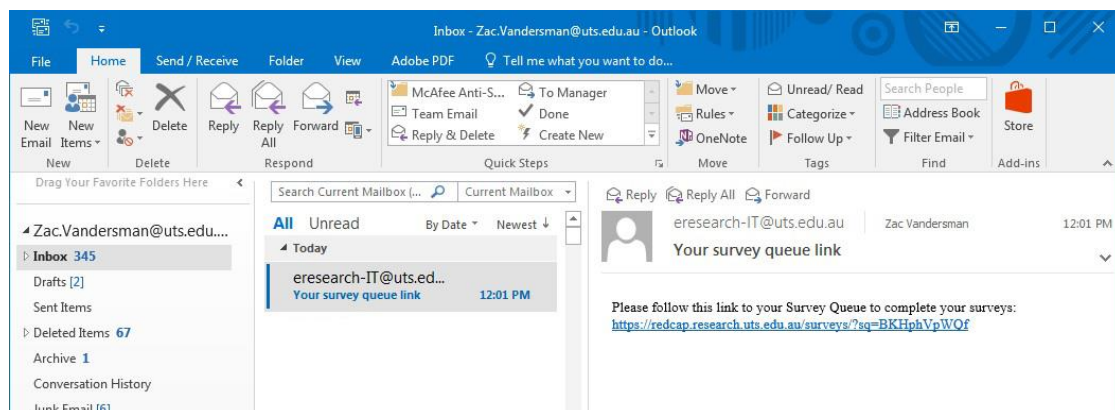 Inbox - Zac.Vandersman@uts.edu.au - Outlook
File Home Send / Receive Folder View Adobe PDF Tell me what you want to do...
New Email
New Items
Delete
Reply
Reply All
Forward
McAfee Anti-S... To Manager
Team Email Done
Reply & Delete Create New
Move
Rules
OneNote
Unread/ Read
Categorize
Follow Up
Search People
Address Book
Filter Email
Store
New Delete Respond Quick Steps Move Tags Find Add-ins
Drag Your Favorite Folders Here
Zac.Vandersman@uts.edu....
Inbox 345
Drafts [2]
Sent Items
Deleted Items 67
Archive 1
Conversation History
Junk Email [6]
Search Current Mailbox (... Current Mailbox
All Unread By Date Newest
Today
eresearch-IT@uts.ed...
Your survey queue link 12:01 PM
Reply Reply All Forward
eresearch-IT@uts.edu.au Zac Vandersman 12:01 PM
Your survey queue link
Please follow this link to your Survey Queue to complete your surveys:
https://redcap.research.uts.edu.au/surveys/?sq=BKHphVpWQf